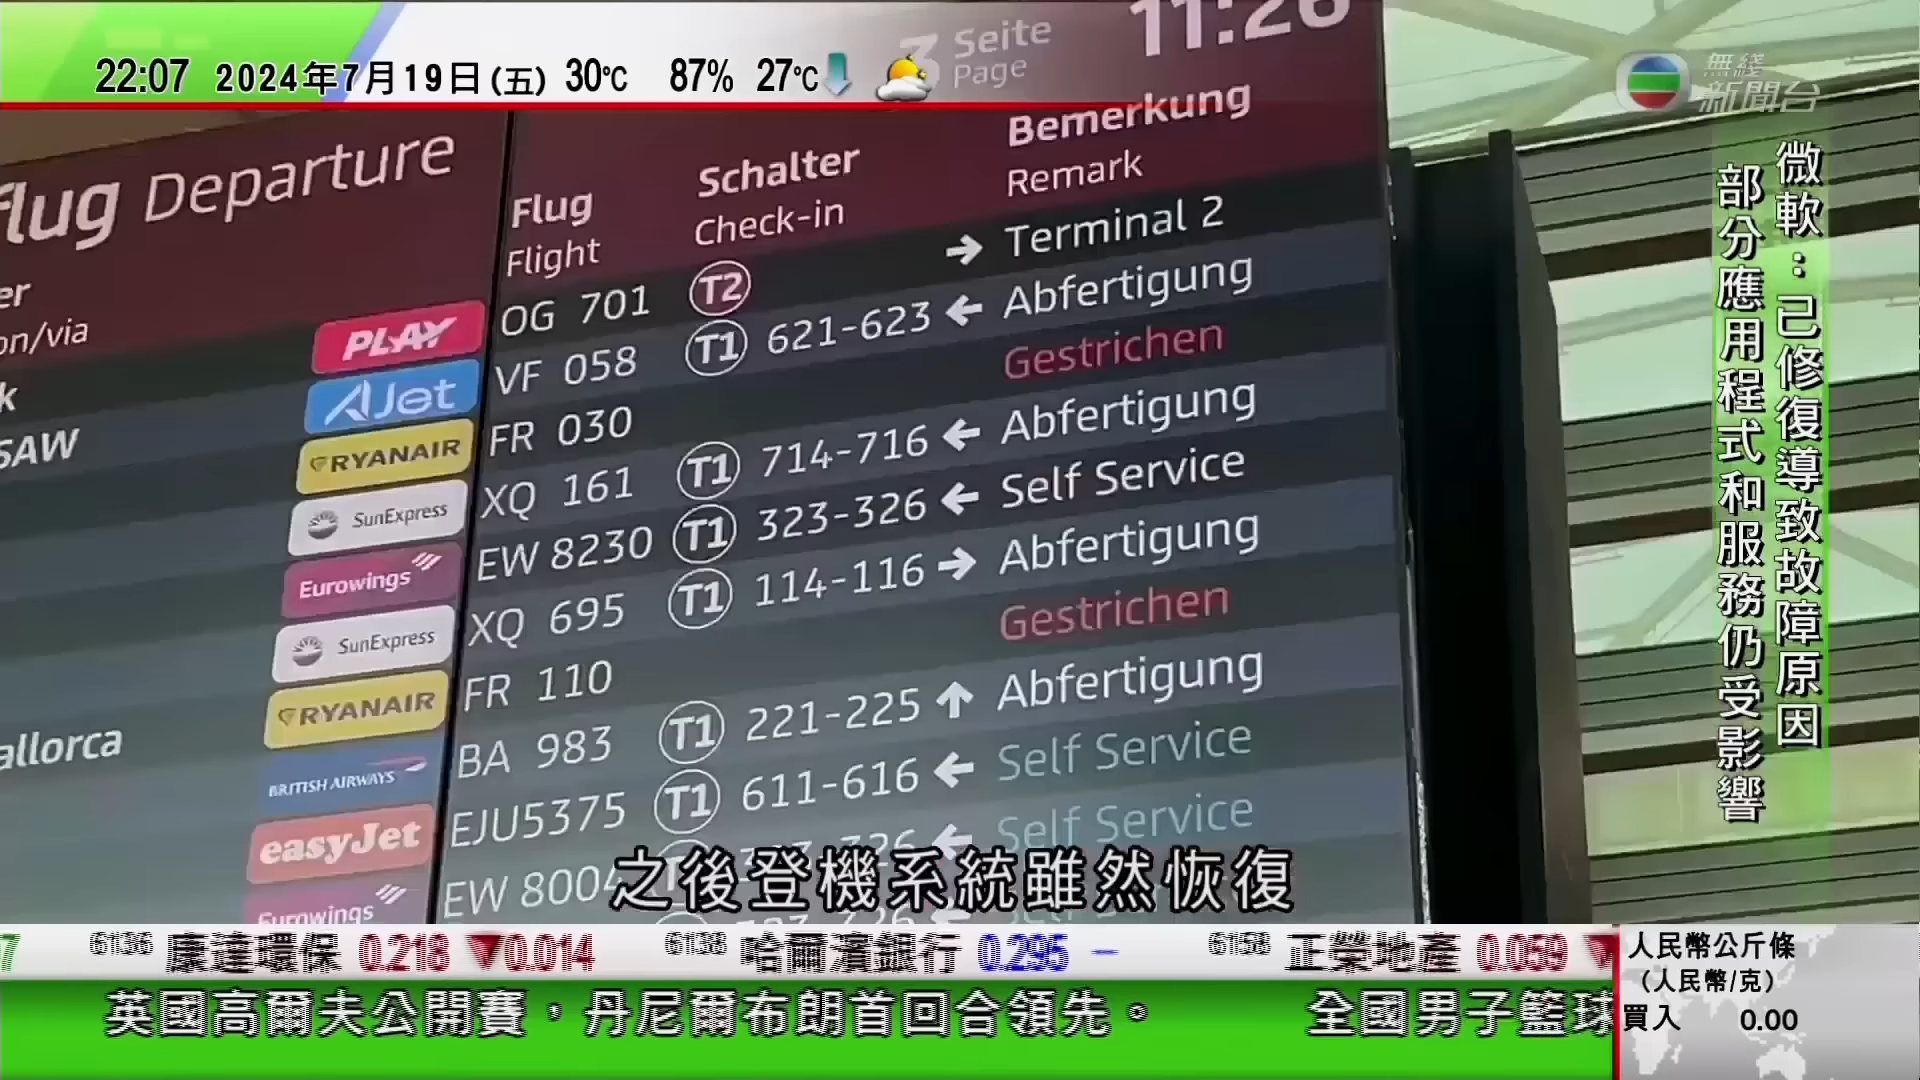 22:07 2024年7月19日(五) 30℃ 87% 27℃
3 Seite
Page
11:26
無綫
新聞台
微軟：已修復導致故障原因
部分應用程式和服務仍受影響
flug Departure
Flug
Flight
Schalter
Check-in
Bemerkung
Remark
er
on/via
k
SAW
allorca
PLAY OG 701 T2 → Terminal 2
AJet VF 058 T1 621-623 ← Abfertigung
RYANAIR FR 030 Gestrichen
SunExpress XQ 161 T1 714-716 ← Abfertigung
Eurowings EW 8230 T1 323-326 ← Self Service
SunExpress XQ 695 T1 114-116 → Abfertigung
RYANAIR FR 110 Gestrichen
BRITISH AIRWAYS BA 983 T1 221-225 ↑ Abfertigung
easyJet EJU5375 T1 611-616 ← Self Service
Eurowings EW 8004 ← Self Service
之後登機系統雖然恢復
7 6136 康達環保 0.218 ▼0.014 6138 哈爾濱銀行 0.295 – 6158 正榮地產 0.059 ▼
英國高爾夫公開賽，丹尼爾布朗首回合領先。 全國男子籃球
人民幣公斤條
(人民幣/克)
買入 0.00